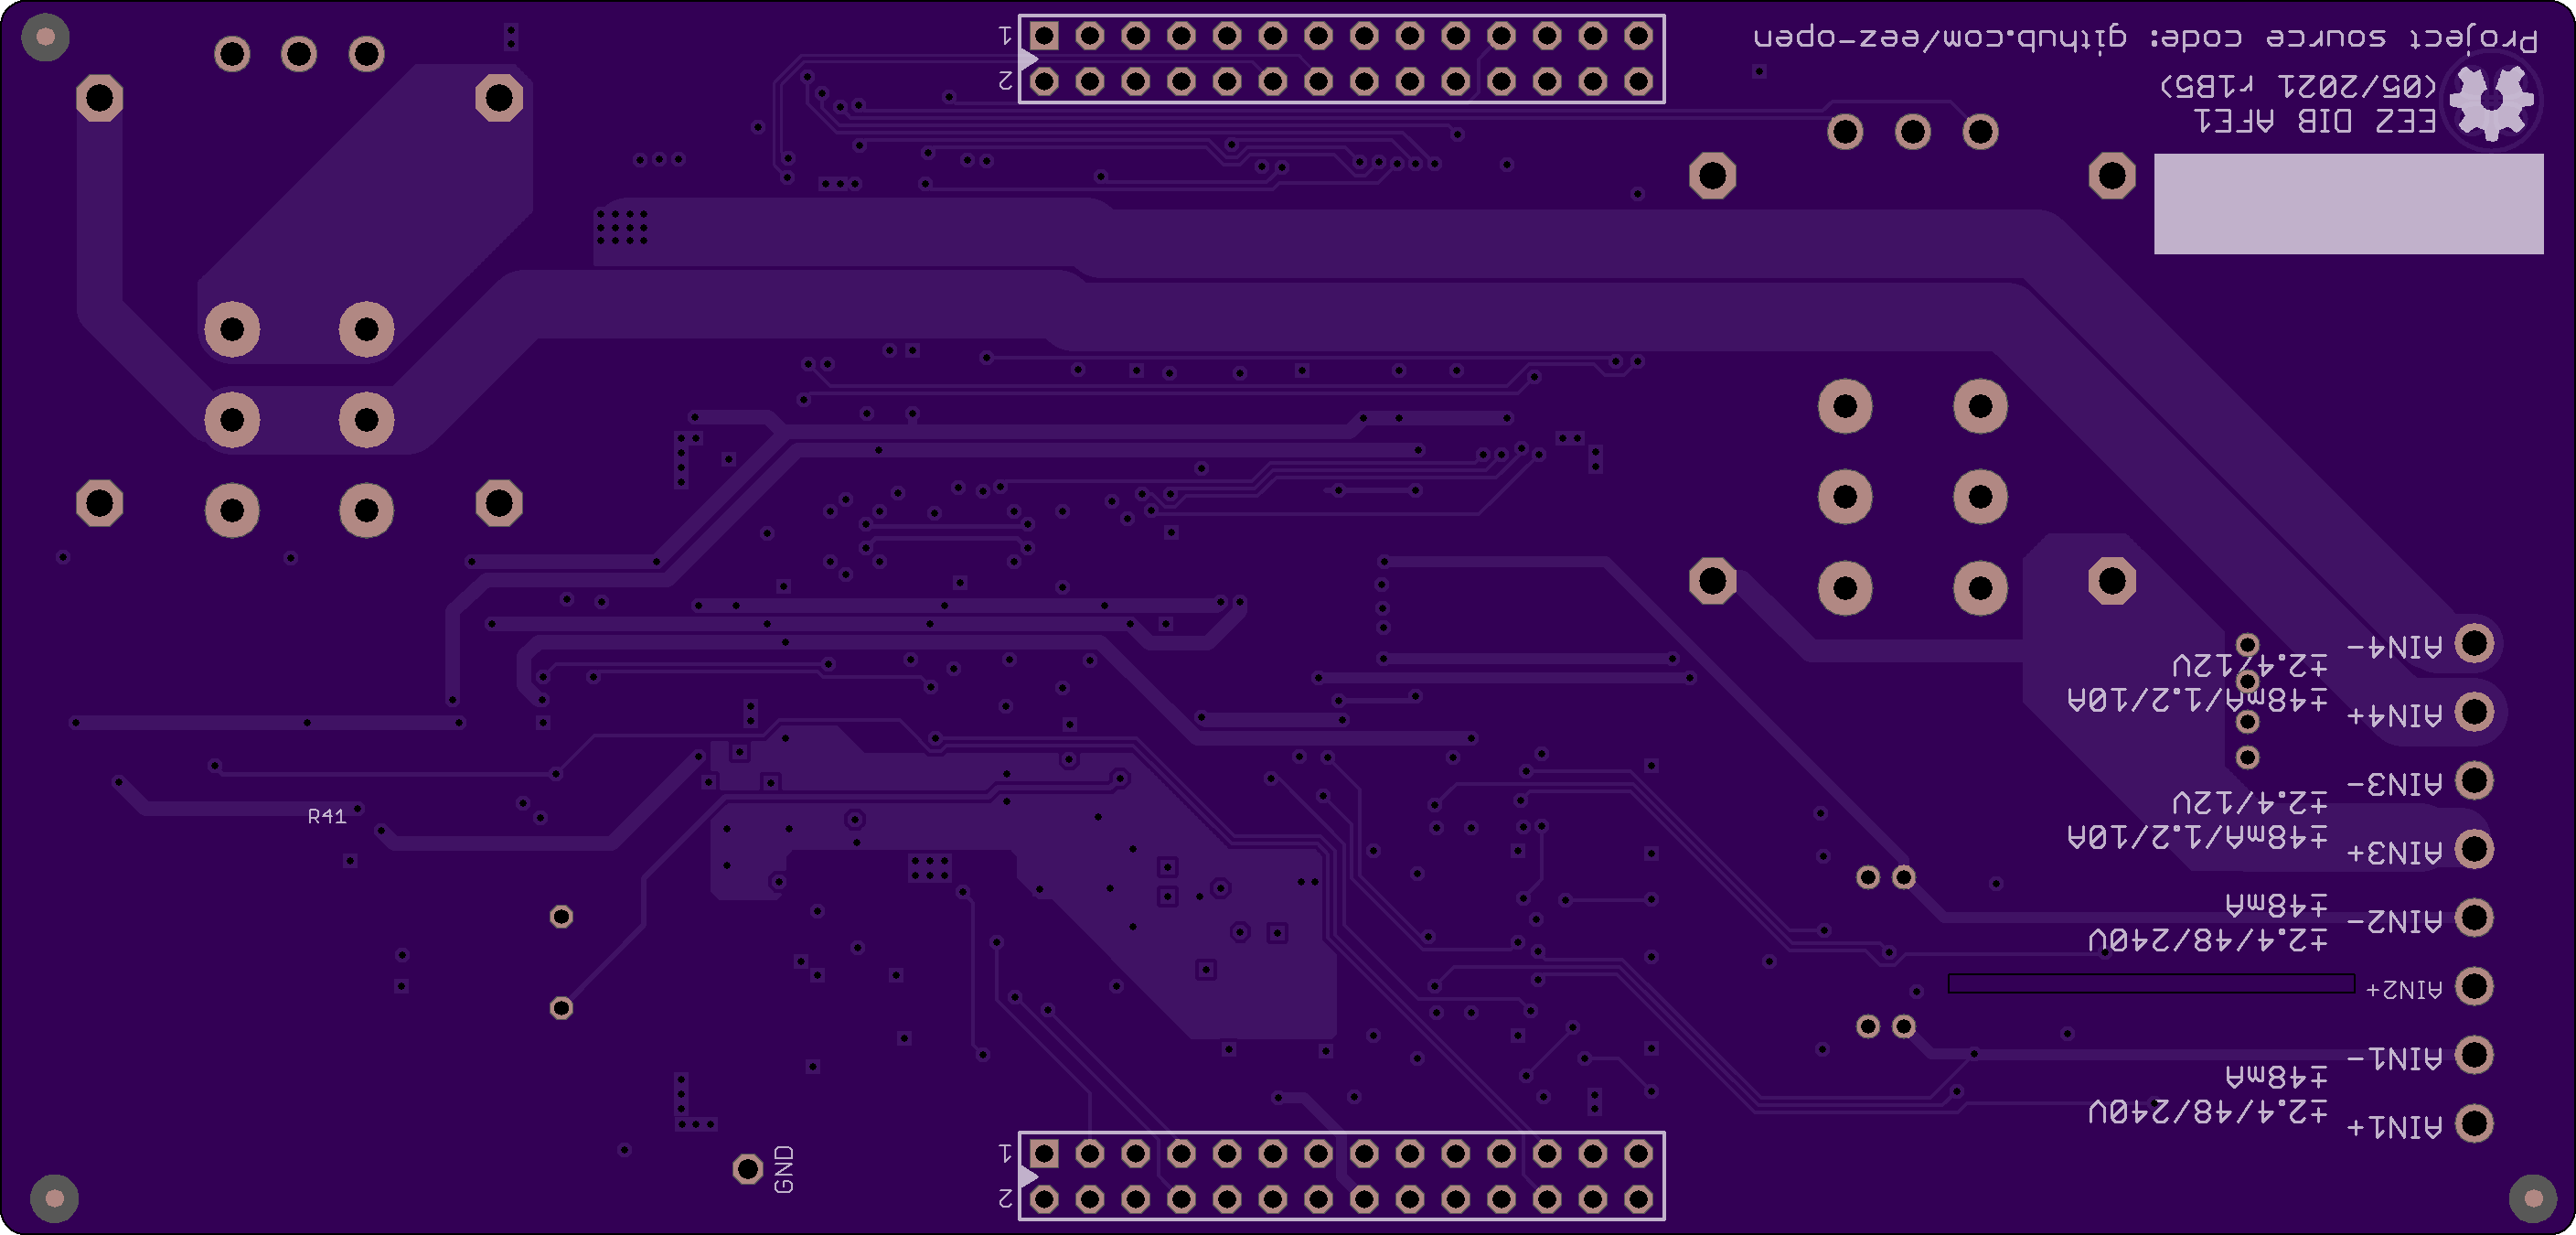 Project source code: github.com/eez-open
(05/2021 r1B5)
EEZ DIB AFE1
1
2
AIN4-
±2.4/12V
±48mA/1.2/10A
AIN4+
AIN3-
±2.4/12V
±48mA/1.2/10A
AIN3+
R41
±48mA
AIN2-
±2.4/48/240V
AIN2+
AIN1-
±48mA
±2.4/48/240V
AIN1+
GND
1
2